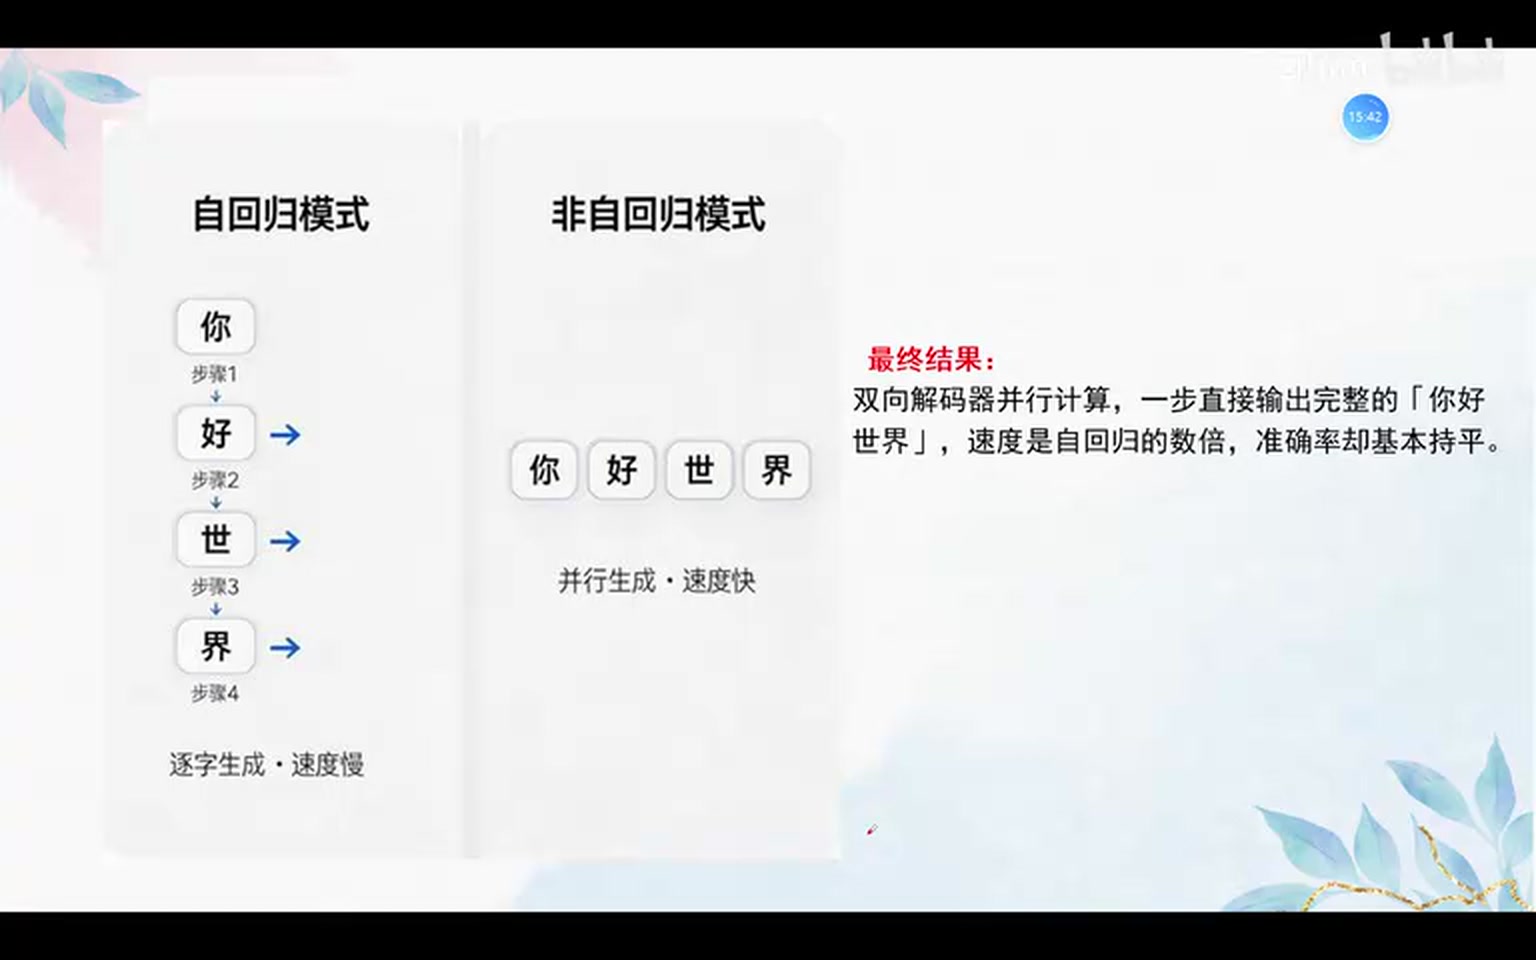 自回归模式
你
步骤1
好
步骤2
世
步骤3
界
步骤4
逐字生成·速度慢
非自回归模式
你 好 世 界
并行生成·速度快
15:42
最终结果：
双向解码器并行计算，一步直接输出完整的「你好
世界」，速度是自回归的数倍，准确率却基本持平。